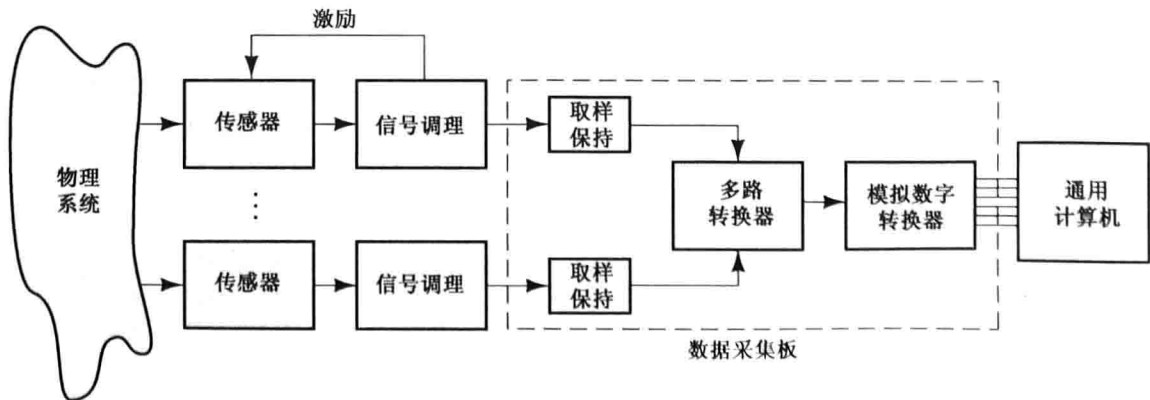 激励
传感器
信号调理
取样
保持
物理
系统
多路
转换器
模拟数字
转换器
通用
计算机
传感器
信号调理
取样
保持
数据采集板